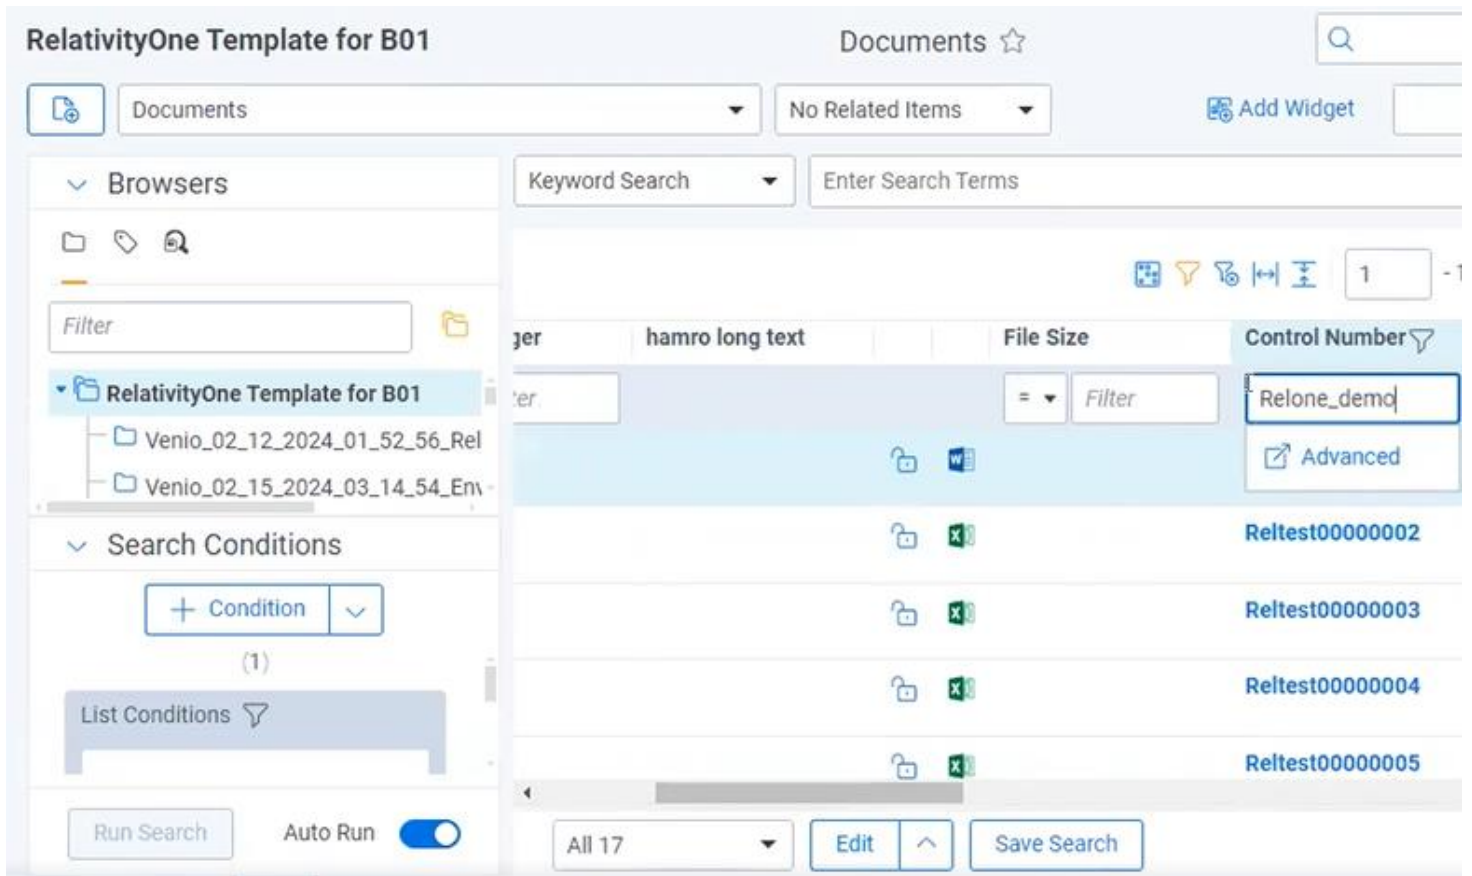 RelativityOne Template for B01
Documents
Documents
No Related Items
Add Widget
Browsers
Keyword Search
Enter Search Terms
1
- 1
Filter
ger
hamro long text
File Size
Control Number
RelativityOne Template for B01
ter
=
Filter
Relone_demo
Venio_02_12_2024_01_52_56_Rel
Advanced
Venio_02_15_2024_03_14_54_Env
Search Conditions
Reltest00000002
+ Condition
Reltest00000003
(1)
Reltest00000004
List Conditions
Reltest00000005
Run Search
Auto Run
All 17
Edit
Save Search